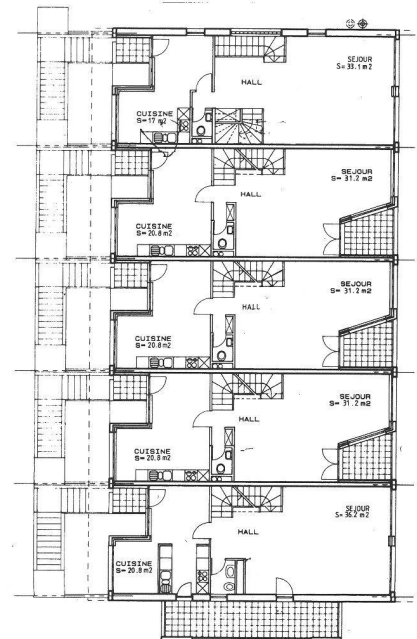 SEJOUR
S= 33.1 m2
HALL
CUISINE
S= 17 m2
SEJOUR
S= 31.2 m2
HALL
CUISINE
S= 20.8 m2
SEJOUR
S= 31.2 m2
HALL
CUISINE
S= 20.8 m2
SEJOUR
S= 31.2 m2
HALL
CUISINE
S= 20.8 m2
SEJOUR
S= 36.2 m2
HALL
CUISINE
S= 20.8 m2